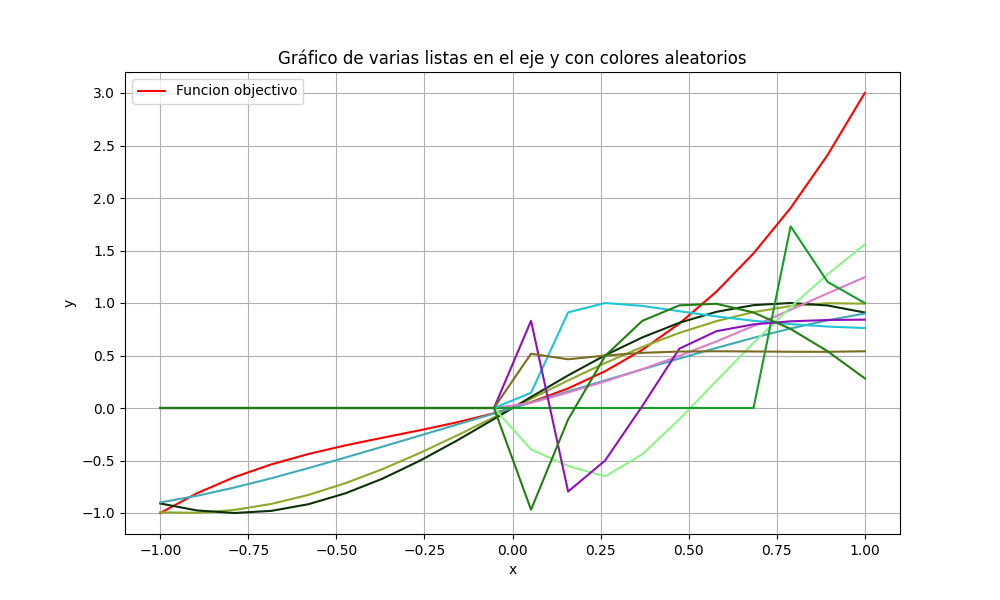 Gráfico de varias listas en el eje y con colores aleatorios
Funcion objectivo
3.0
2.5
2.0
1.5
1.0
0.5
0.0
−0.5
−1.0
y
−1.00 −0.75 −0.50 −0.25 0.00 0.25 0.50 0.75 1.00
x